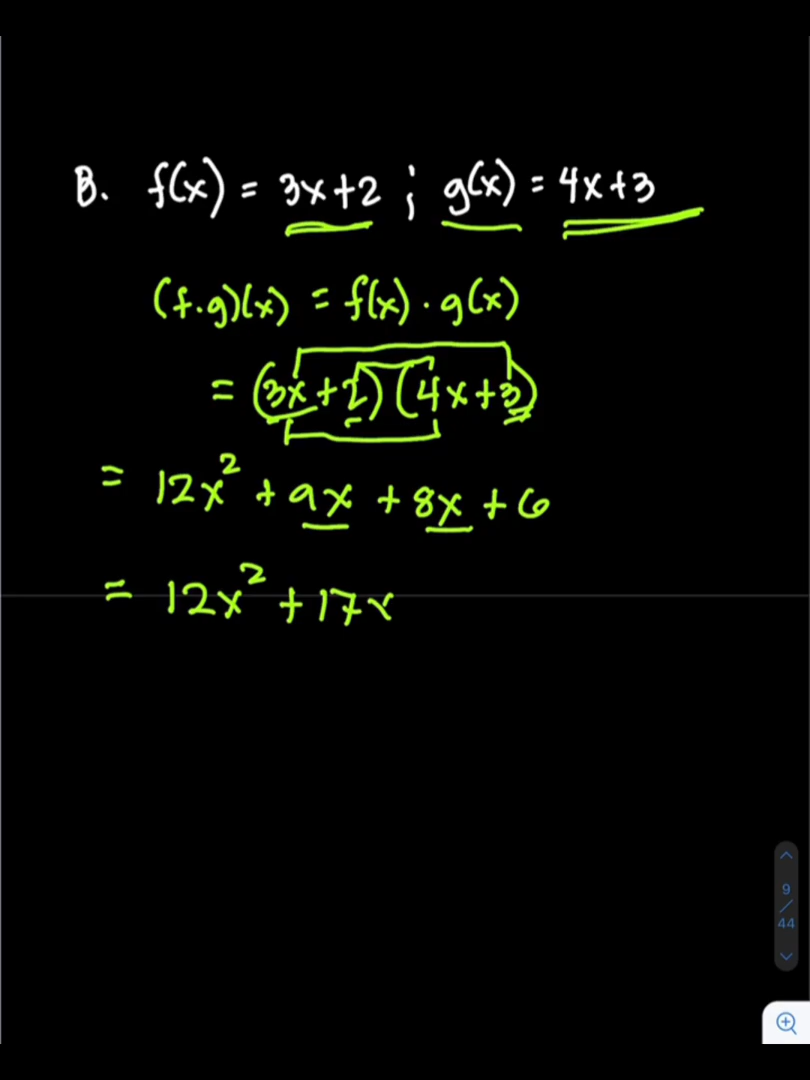 B. f(x) = 3x+2 ; g(x) = 4x+3
(f·g)(x) = f(x) · g(x)
= (3x+2)(4x+3)
= 12x² + 9x + 8x + 6
= 12x² + 17x
9
/
44